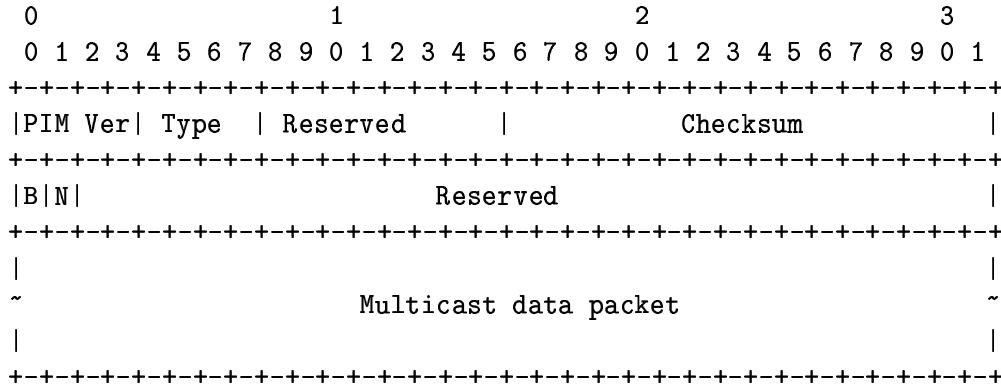 0                   1                   2                   3
0 1 2 3 4 5 6 7 8 9 0 1 2 3 4 5 6 7 8 9 0 1 2 3 4 5 6 7 8 9 0 1
+-+-+-+-+-+-+-+-+-+-+-+-+-+-+-+-+-+-+-+-+-+-+-+-+-+-+-+-+-+-+-+-+
|PIM Ver| Type  | Reserved      |           Checksum            |
+-+-+-+-+-+-+-+-+-+-+-+-+-+-+-+-+-+-+-+-+-+-+-+-+-+-+-+-+-+-+-+-+
|B|N|                       Reserved                            |
+-+-+-+-+-+-+-+-+-+-+-+-+-+-+-+-+-+-+-+-+-+-+-+-+-+-+-+-+-+-+-+-+
|                                                               |
~                      Multicast data packet                    ~
|                                                               |
+-+-+-+-+-+-+-+-+-+-+-+-+-+-+-+-+-+-+-+-+-+-+-+-+-+-+-+-+-+-+-+-+